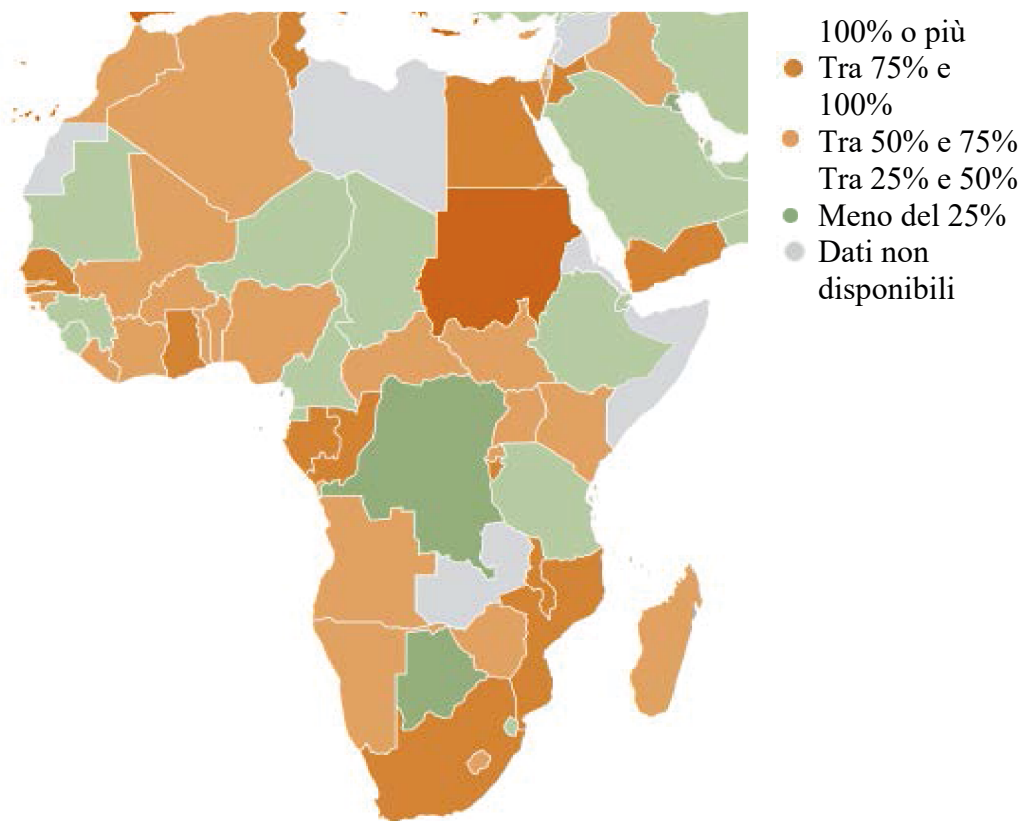 100% o più
Tra 75% e
100%
Tra 50% e 75%
Tra 25% e 50%
Meno del 25%
Dati non
disponibili